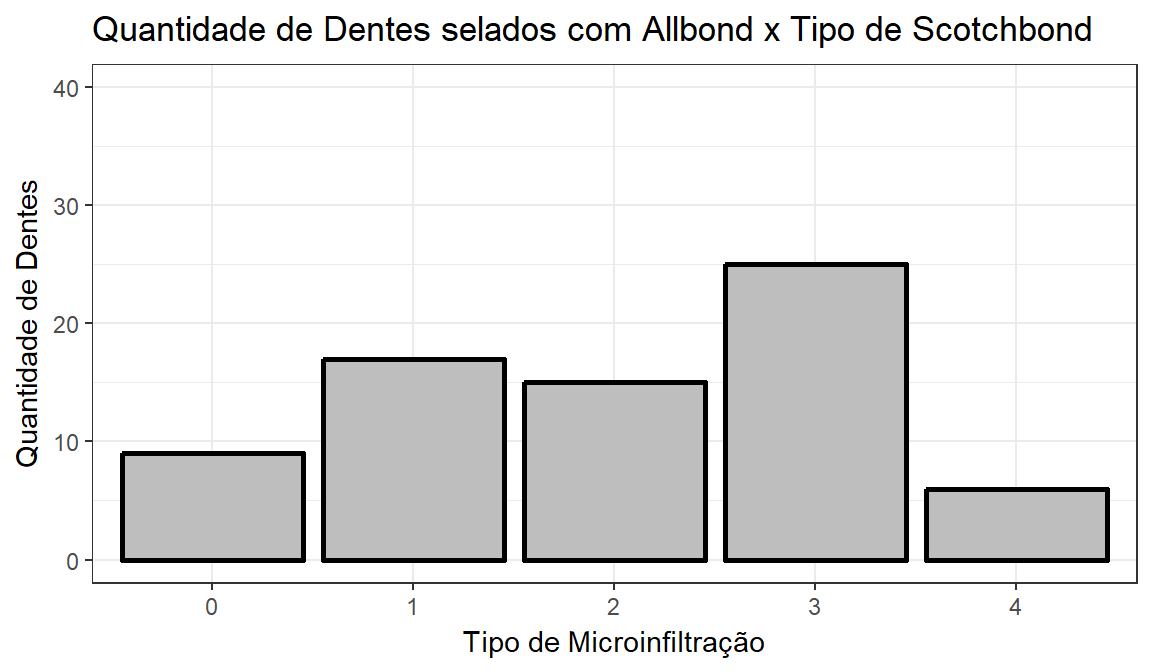 Quantidade de Dentes selados com Allbond x Tipo de Scotchbond
Quantidade de Dentes
40
30
20
10
0
0 1 2 3 4
Tipo de Microinfiltração